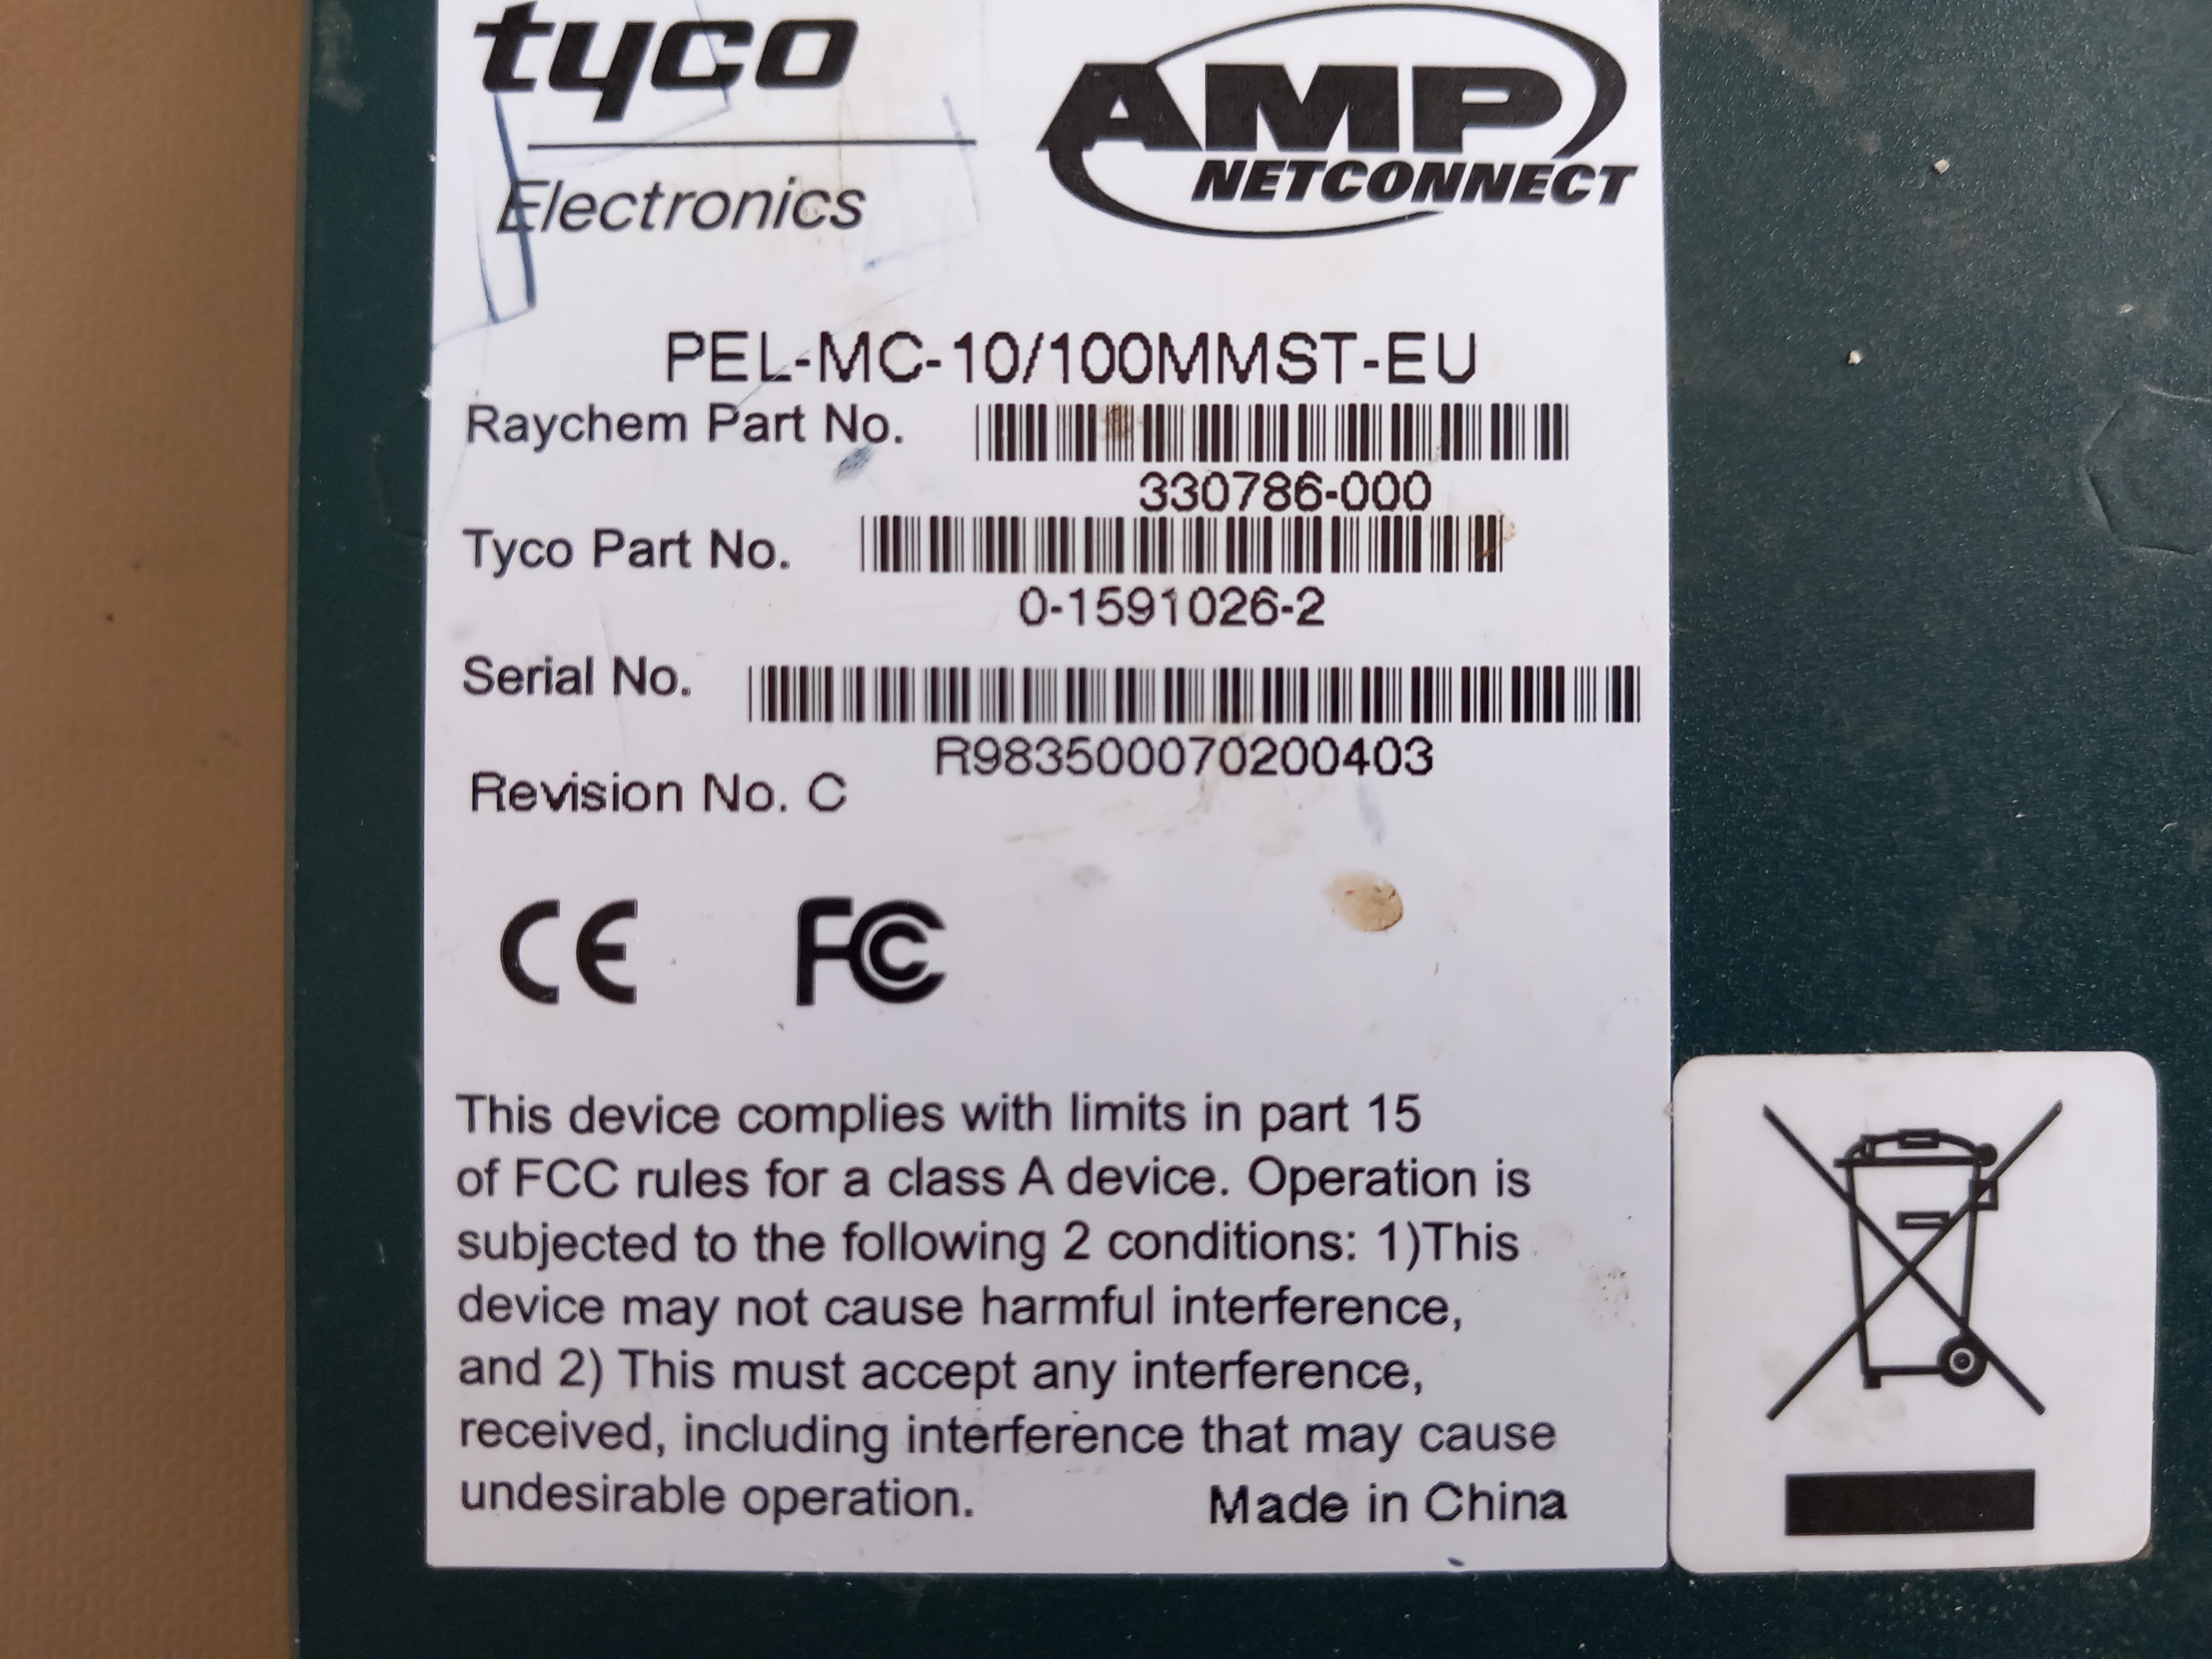 tyco
Electronics
AMP
NETCONNECT
PEL-MC-10/100MMST-EU
Raychem Part No.
330786-000
Tyco Part No.
0-1591026-2
Serial No.
R983500070200403
Revision No. C
CE FC
This device complies with limits in part 15
of FCC rules for a class A device. Operation is
subjected to the following 2 conditions: 1)This
device may not cause harmful interference,
and 2) This must accept any interference,
received, including interference that may cause
undesirable operation.
Made in China